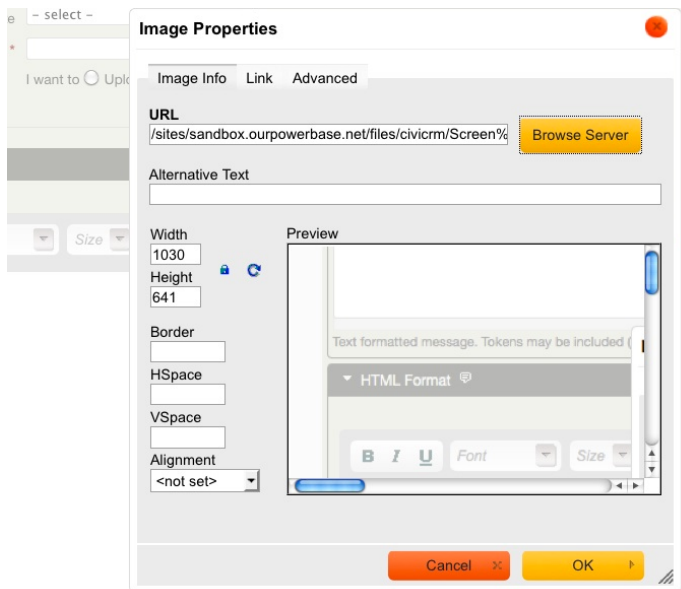 – select –
*
I want to Uplo
Size
Image Properties
Image Info Link Advanced
URL
/sites/sandbox.ourpowerbase.net/files/civicrm/Screen%
Browse Server
Alternative Text
Width
1030
Height
641
Border
HSpace
VSpace
Alignment
<not set>
Preview
Text formatted message. Tokens may be included (
HTML Format
B I U Font Size
Cancel
OK